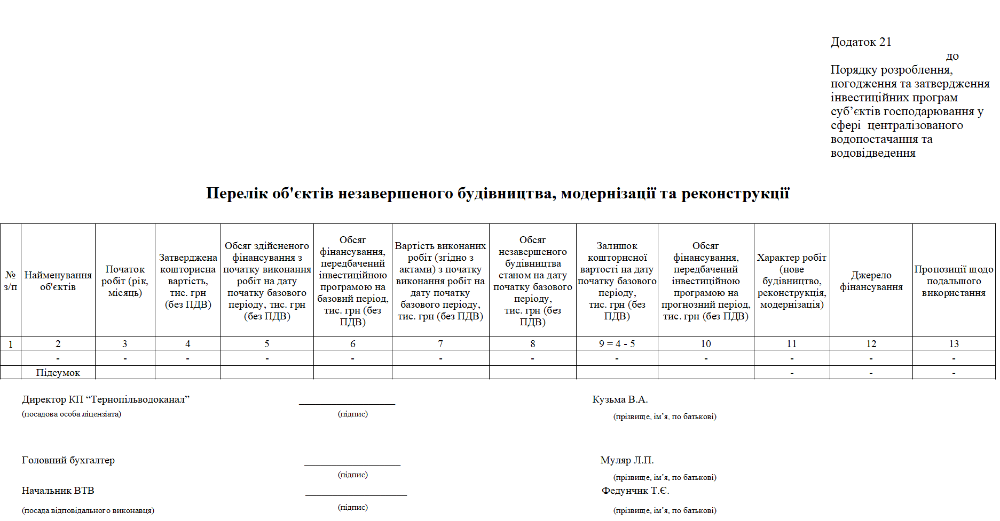 Додаток 21
до
Порядку розроблення,
погодження та затвердження
інвестиційних програм
суб’єктів господарювання у
сфері  централізованого
водопостачання та
водовідведення
Перелік об'єктів незавершеного будівництва, модернізації та реконструкції
№
з/п
Найменування
об'єктів
Початок
робіт (рік,
місяць)
Затверджена
кошторисна
вартість,
тис. грн
(без ПДВ)
Обсяг здійсненого
фінансування з
початку виконання
робіт на дату
початку базового
періоду, тис. грн
(без ПДВ)
Обсяг
фінансування,
передбачений
інвестиційною
програмою на
базовий період,
тис. грн (без
ПДВ)
Вартість виконаних
робіт (згідно з
актами) з початку
виконання робіт на
дату початку
базового періоду,
тис. грн (без ПДВ)
Обсяг
незавершеного
будівництва
станом на дату
початку базового
періоду,
тис. грн (без
ПДВ)
Залишок
кошторисної
вартості на дату
початку базового
періоду,
тис. грн (без
ПДВ)
Обсяг
фінансування,
передбачений
інвестиційною
програмою на
прогнозний період,
тис. грн (без ПДВ)
Характер робіт
(нове
будівництво,
реконструкція,
модернізація)
Джерело
фінансування
Пропозиції щодо
подальшого
використання
1 2 3 4 5 6 7 8 9 = 4 - 5 10 11 12 13
- - - - - - - - - - - -
Підсумок - - -
Директор КП “Тернопільводоканал” __________________ Кузьма В.А.
(посадова особа ліцензіата) (підпис) (прізвище, ім’я, по батькові)
Головний бухгалтер __________________ Муляр Л.П.
(підпис) (прізвище, ім’я, по батькові)
Начальник ВТВ ___________________ Федунчик Т.Є.
(посада відповідального виконавця) (підпис) (прізвище, ім’я, по батькові)